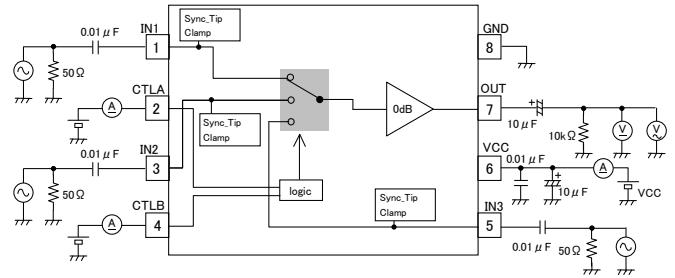 0.01μF
IN1
1
Sync_Tip
Clamp
GND
8
50Ω
A
CTLA
2
0dB
OUT
7
10μF
10kΩ
V
V
Sync_Tip
Clamp
0.01μF
IN2
3
50Ω
VCC
6
0.01μF
10μF
A
VCC
logic
A
CTLB
4
Sync_Tip
Clamp
IN3
5
0.01μF
50Ω